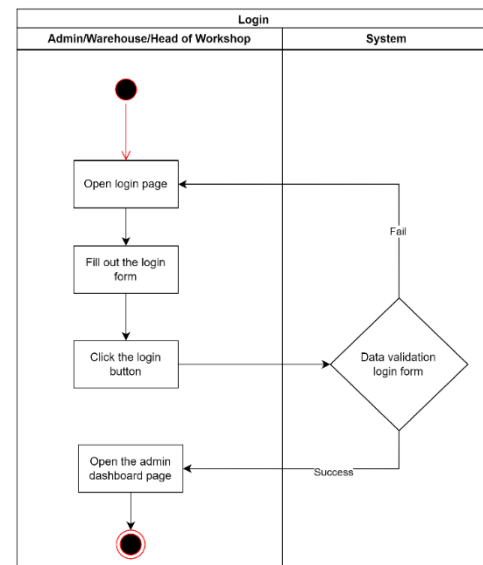 Login
Admin/Warehouse/Head of Workshop
System
Open login page
Fail
Fill out the login
form
Click the login
button
Data validation
login form
Open the admin
dashboard page
Success